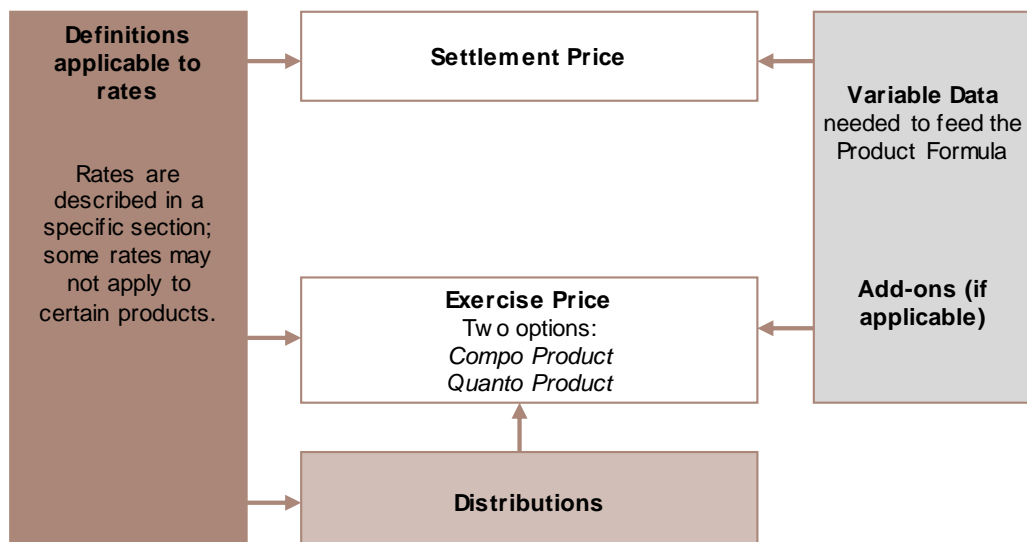 Definitions
applicable to
rates
Rates are
described in a
specific section;
some rates may
not apply to
certain products.
Settlement Price
Exercise Price
Two options:
Compo Product
Quanto Product
Distributions
Variable Data
needed to feed the
Product Formula
Add-ons (if
applicable)